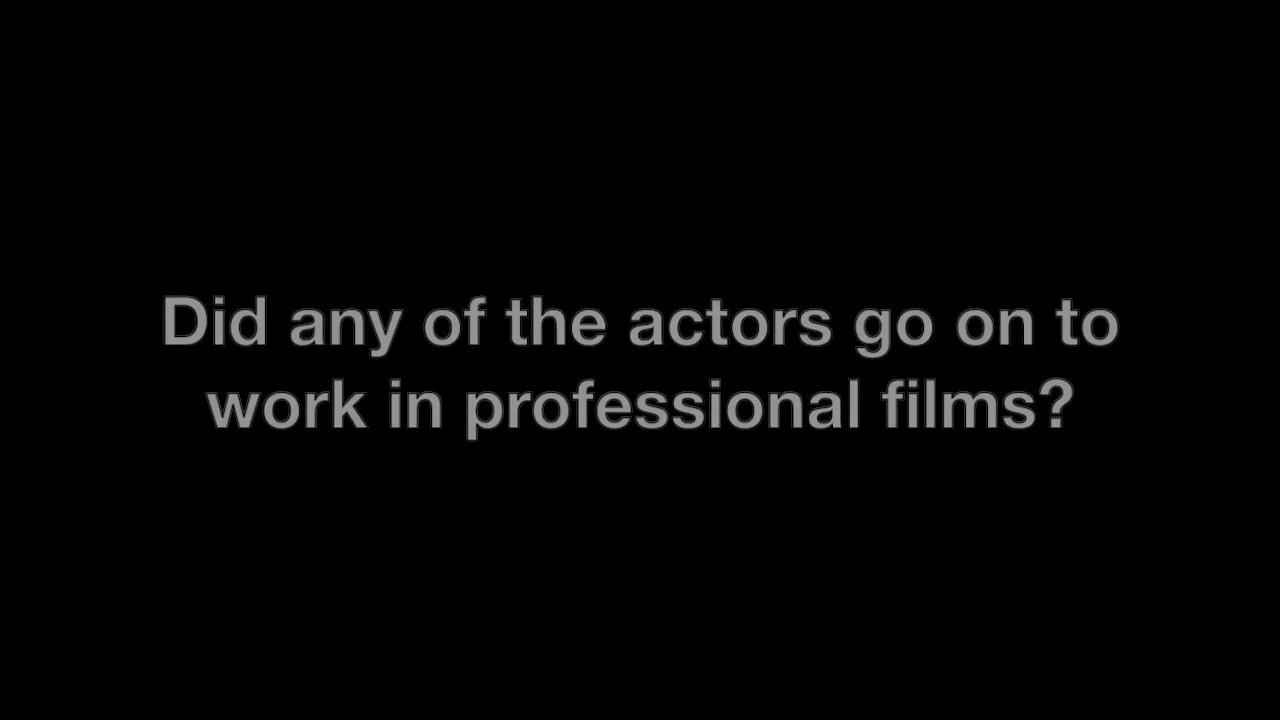 Did any of the actors go on to
work in professional films?